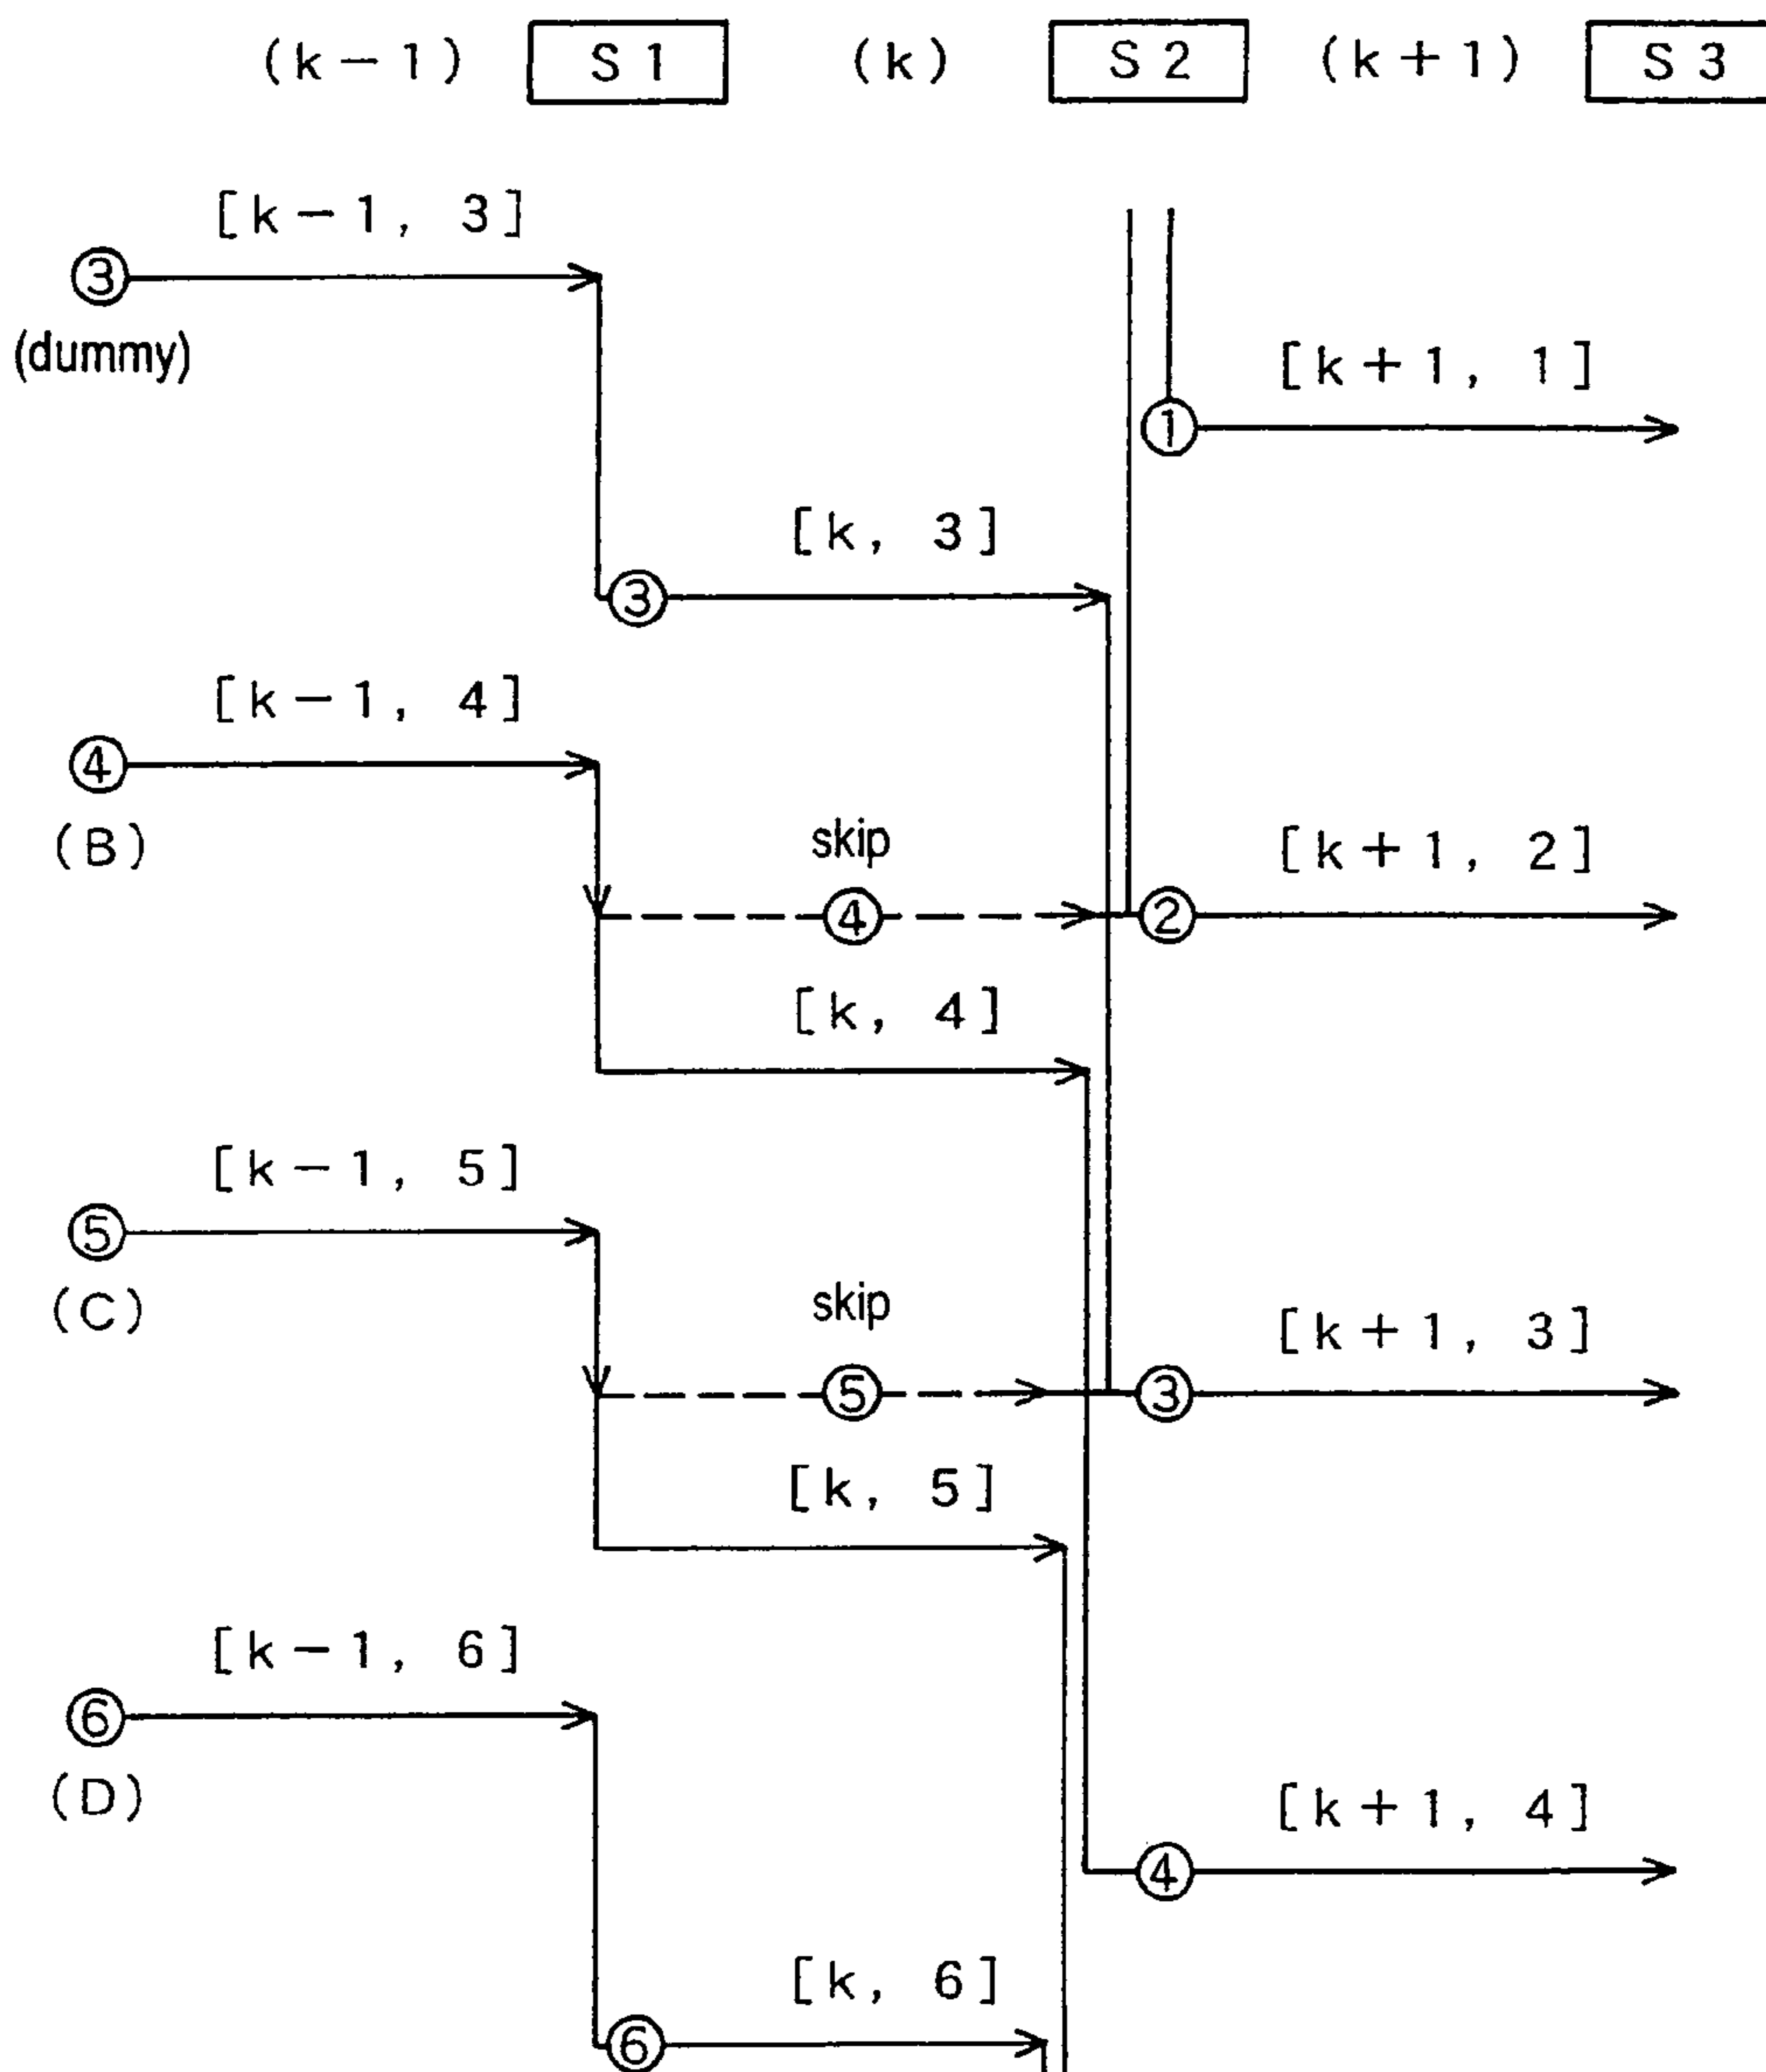 (k-1) S1 (k) S2 (k+1) S3
[k-1, 3]
③
(dummy)
[k+1, 1]
①
[k, 3]
③
[k-1, 4]
④
(B)
skip
[k+1, 2]
④ ②
[k, 4]
[k-1, 5]
⑤
(C)
skip
[k+1, 3]
⑤ ③
[k, 5]
[k-1, 6]
⑥
(D)
[k+1, 4]
④
[k, 6]
⑥